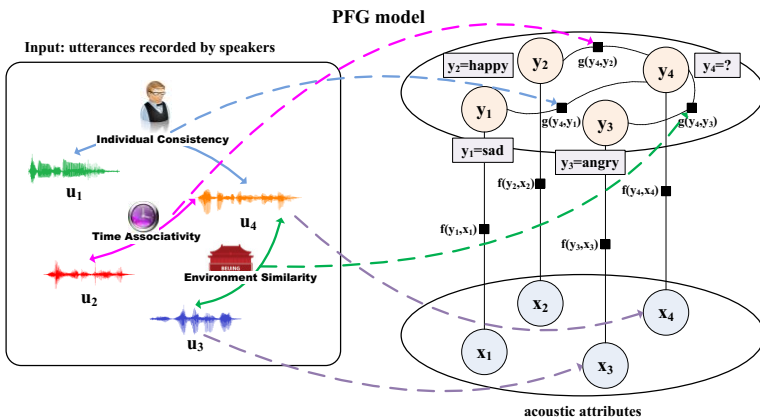 PFG model
Input: utterances recorded by speakers
Individual Consistency
u1
u4
Time Associativity
u2
BEIJING
Environment Similarity
u3
y2=happy
y2
g(y4,y2)
y4
y4=?
y1
g(y4,y1)
y3
g(y4,y3)
y1=sad
y3=angry
f(y2,x2)
f(y4,x4)
f(y1,x1)
f(y3,x3)
x2
x4
x1
x3
acoustic attributes